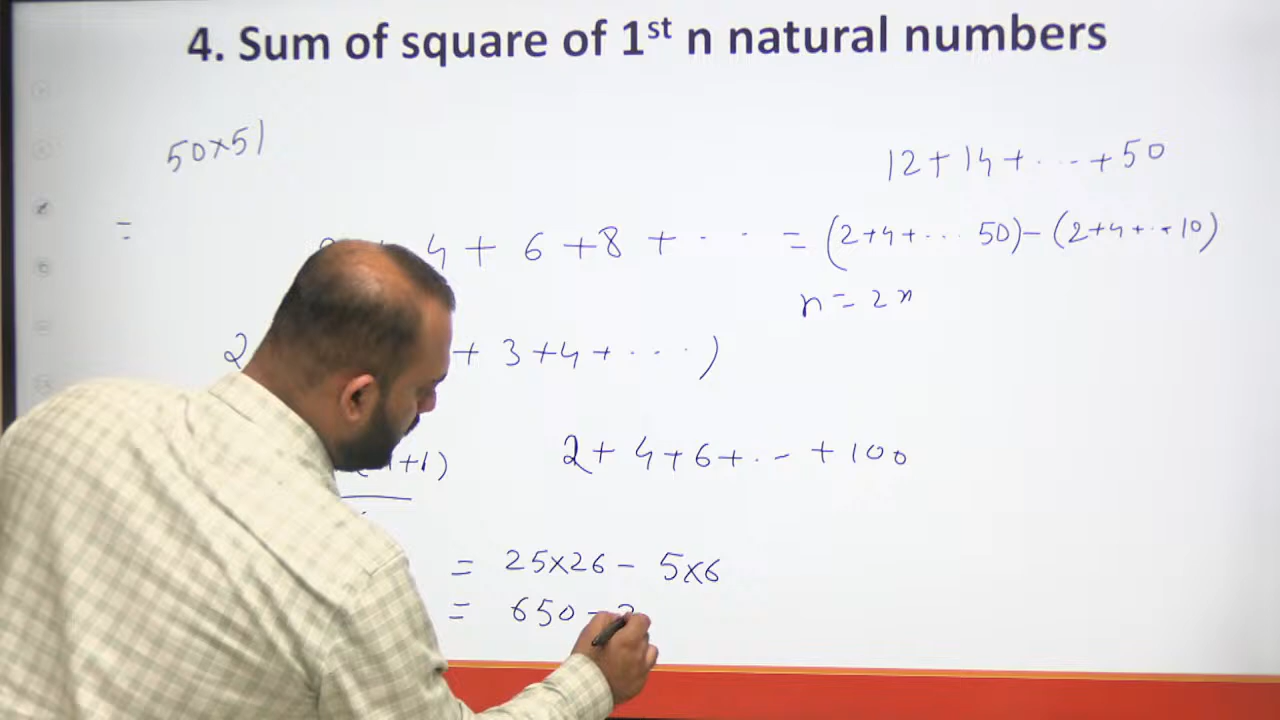 4. Sum of square of 1st n natural numbers
50×51
12+14+...+50
=
4+6+8+... = (2+4+... 50)-(2+4+..+10)
n=2n
2 +3+4+...)
+1)
2+4+6+...+100
= 25×26-5×6
= 650-